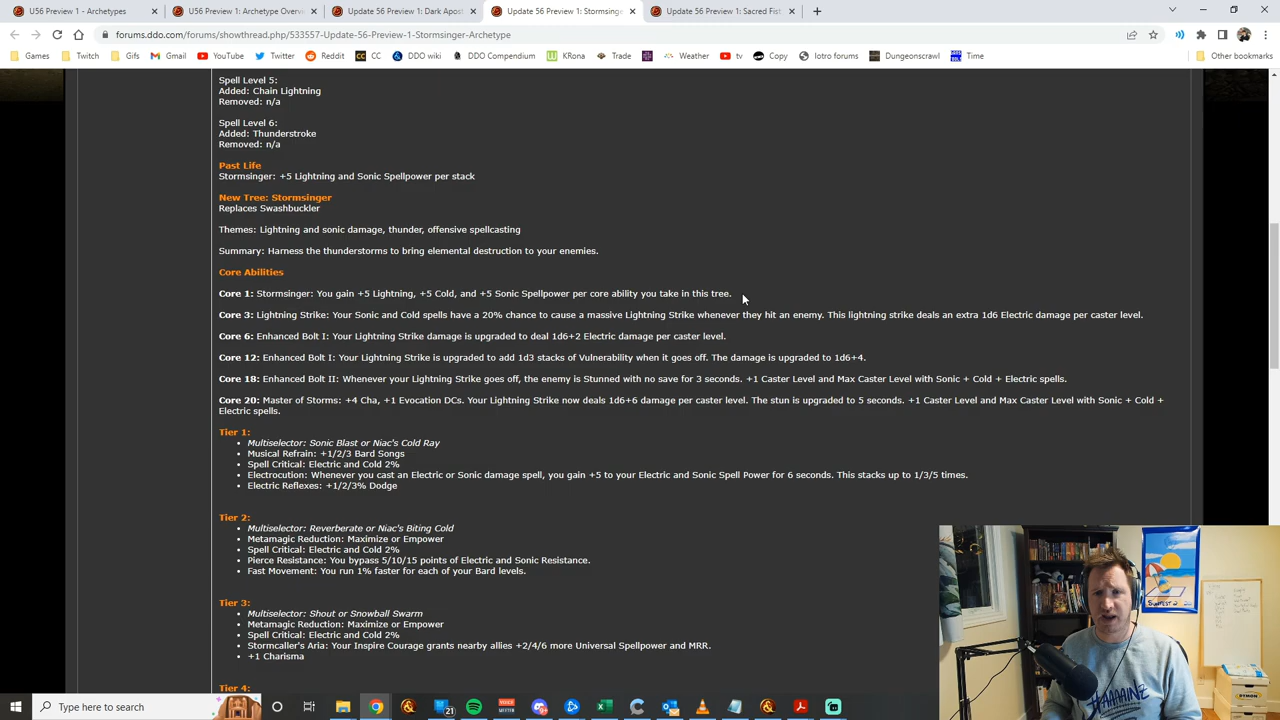 U56 Preview 1 - Archetypes
U56 Preview 1: Archetype Overvi
Update 56 Preview 1: Dark Apost
Update 56 Preview 1: Stormsinge
Update 56 Preview 1: Sacred Fist
forums.ddo.com/forums/showthread.php/533557-Update-56-Preview-1-Stormsinger-Archetype
Games
Twitch
Gifs
Gmail
YouTube
Twitter
Reddit
CC
DDO wiki
DDO Compendium
KRona
Trade
Weather
tv
Copy
lotro forums
Dungeonscrawl
Time
Other bookmarks
Spell Level 5:
Added: Chain Lightning
Removed: n/a
Spell Level 6:
Added: Thunderstroke
Removed: n/a
Past Life
Stormsinger: +5 Lightning and Sonic Spellpower per stack
New Tree: Stormsinger
Replaces Swashbuckler
Themes: Lightning and sonic damage, thunder, offensive spellcasting
Summary: Harness the thunderstorms to bring elemental destruction to your enemies.
Core Abilities
Core 1: Stormsinger: You gain +5 Lightning, +5 Cold, and +5 Sonic Spellpower per core ability you take in this tree.
Core 3: Lightning Strike: Your Sonic and Cold spells have a 20% chance to cause a massive Lightning Strike whenever they hit an enemy. This lightning strike deals an extra 1d6 Electric damage per caster level.
Core 6: Enhanced Bolt I: Your Lightning Strike damage is upgraded to deal 1d6+2 Electric damage per caster level.
Core 12: Enhanced Bolt I: Your Lightning Strike is upgraded to add 1d3 stacks of Vulnerability when it goes off. The damage is upgraded to 1d6+4.
Core 18: Enhanced Bolt II: Whenever your Lightning Strike goes off, the enemy is Stunned with no save for 3 seconds. +1 Caster Level and Max Caster Level with Sonic + Cold + Electric spells.
Core 20: Master of Storms: +4 Cha, +1 Evocation DCs. Your Lightning Strike now deals 1d6+6 damage per caster level. The stun is upgraded to 5 seconds. +1 Caster Level and Max Caster Level with Sonic + Cold +
Electric spells.
Tier 1:
• Multiselector: Sonic Blast or Niac's Cold Ray
• Musical Refrain: +1/2/3 Bard Songs
• Spell Critical: Electric and Cold 2%
• Electrocution: Whenever you cast an Electric or Sonic damage spell, you gain +5 to your Electric and Sonic Spell Power for 6 seconds. This stacks up to 1/3/5 times.
• Electric Reflexes: +1/2/3% Dodge
Tier 2:
• Multiselector: Reverberate or Niac's Biting Cold
• Metamagic Reduction: Maximize or Empower
• Spell Critical: Electric and Cold 2%
• Pierce Resistance: You bypass 5/10/15 points of Electric and Sonic Resistance.
• Fast Movement: You run 1% faster for each of your Bard levels.
Tier 3:
• Multiselector: Shout or Snowball Swarm
• Metamagic Reduction: Maximize or Empower
• Spell Critical: Electric and Cold 2%
• Stormcaller's Aria: Your Inspire Courage grants nearby allies +2/4/6 more Universal Spellpower and MRR.
• +1 Charisma
Tier 4:
Type here to search
21